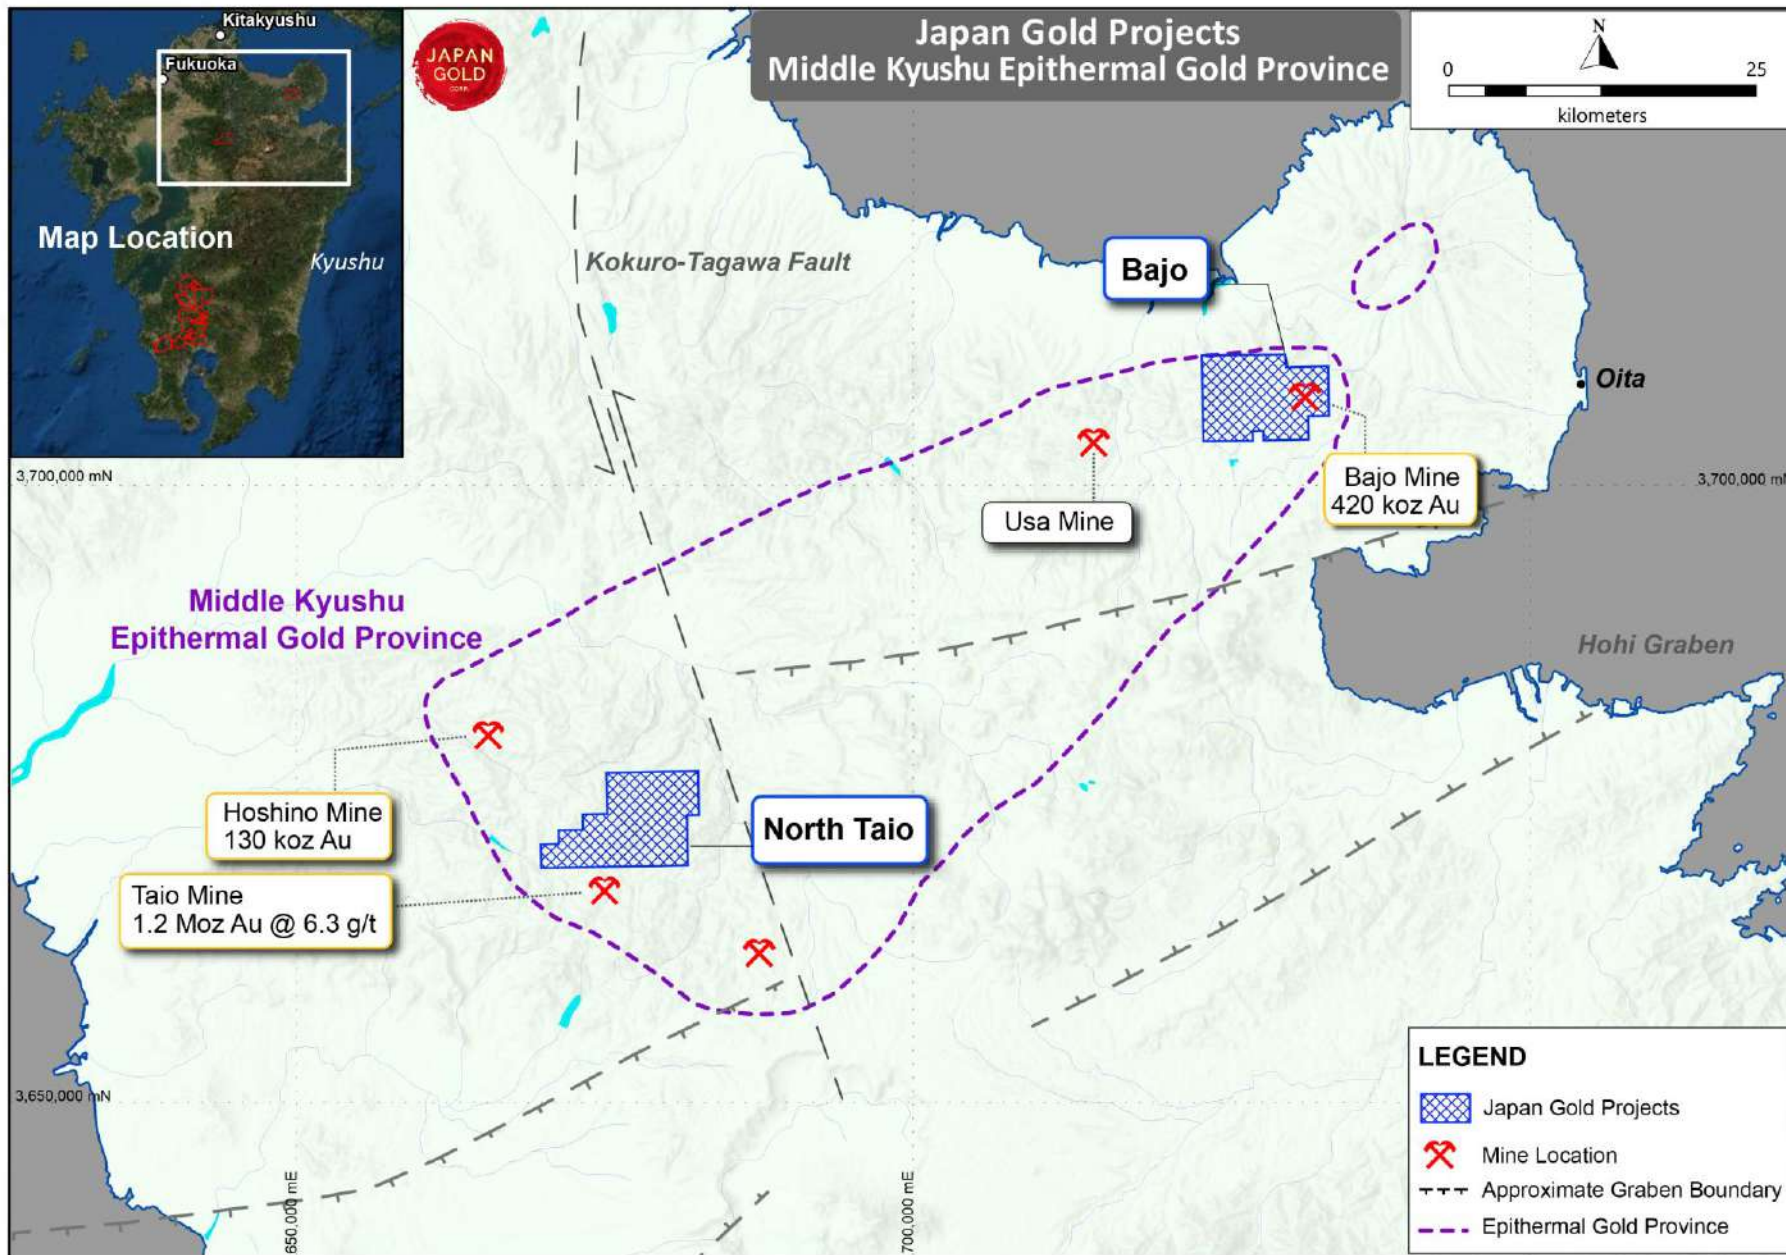 Kitakyushu
Fukuoka
Map Location
Kyushu
JAPAN
GOLD
CORP.
Japan Gold Projects
Middle Kyushu Epithermal Gold Province
N
0 25
kilometers
Kokuro-Tagawa Fault
Bajo
Oita
3,700,000 mN
3,700,000 mN
Bajo Mine
420 koz Au
Usa Mine
Middle Kyushu
Epithermal Gold Province
Hohi Graben
Hoshino Mine
130 koz Au
North Taio
Taio Mine
1.2 Moz Au @ 6.3 g/t
3,650,000 mN
650,000 mE
700,000 mE
LEGEND
Japan Gold Projects
Mine Location
Approximate Graben Boundary
Epithermal Gold Province